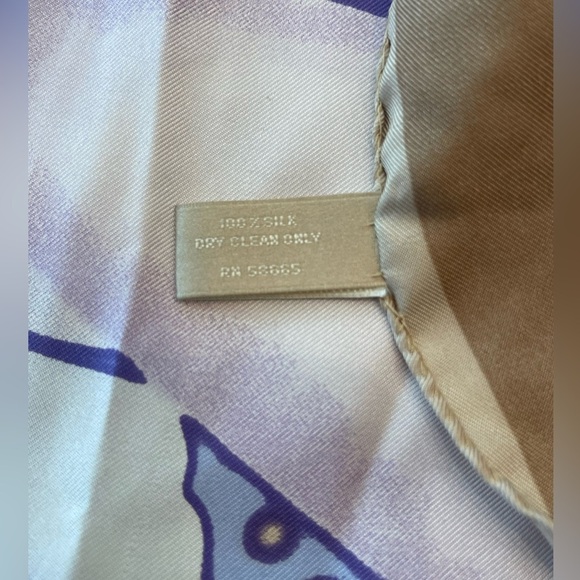 100% SILK
DRY CLEAN ONLY
RN 58665